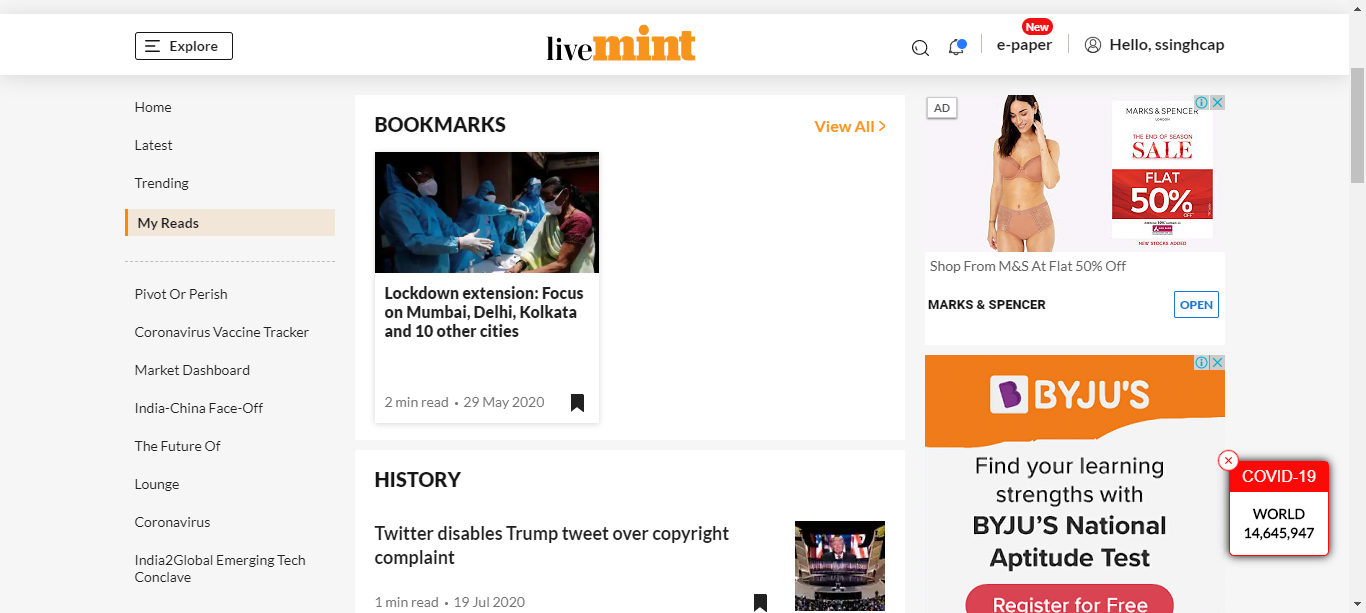 Explore
livemint
New
e-paper
Hello, ssinghcap
Home
Latest
Trending
My Reads
Pivot Or Perish
Coronavirus Vaccine Tracker
Market Dashboard
India-China Face-Off
The Future Of
Lounge
Coronavirus
India2Global Emerging Tech
Conclave
BOOKMARKS
View All
Lockdown extension: Focus
on Mumbai, Delhi, Kolkata
and 10 other cities
2 min read • 29 May 2020
HISTORY
Twitter disables Trump tweet over copyright
complaint
1 min read • 19 Jul 2020
AD
MARKS & SPENCER
LONDON
THE END OF SEASON
SALE
FLAT
50%
OFF*
NEW STOCKS ADDED
Shop From M&S At Flat 50% Off
MARKS & SPENCER
OPEN
BYJU'S
Find your learning
strengths with
BYJU'S National
Aptitude Test
Register for Free
COVID-19
WORLD
14,645,947